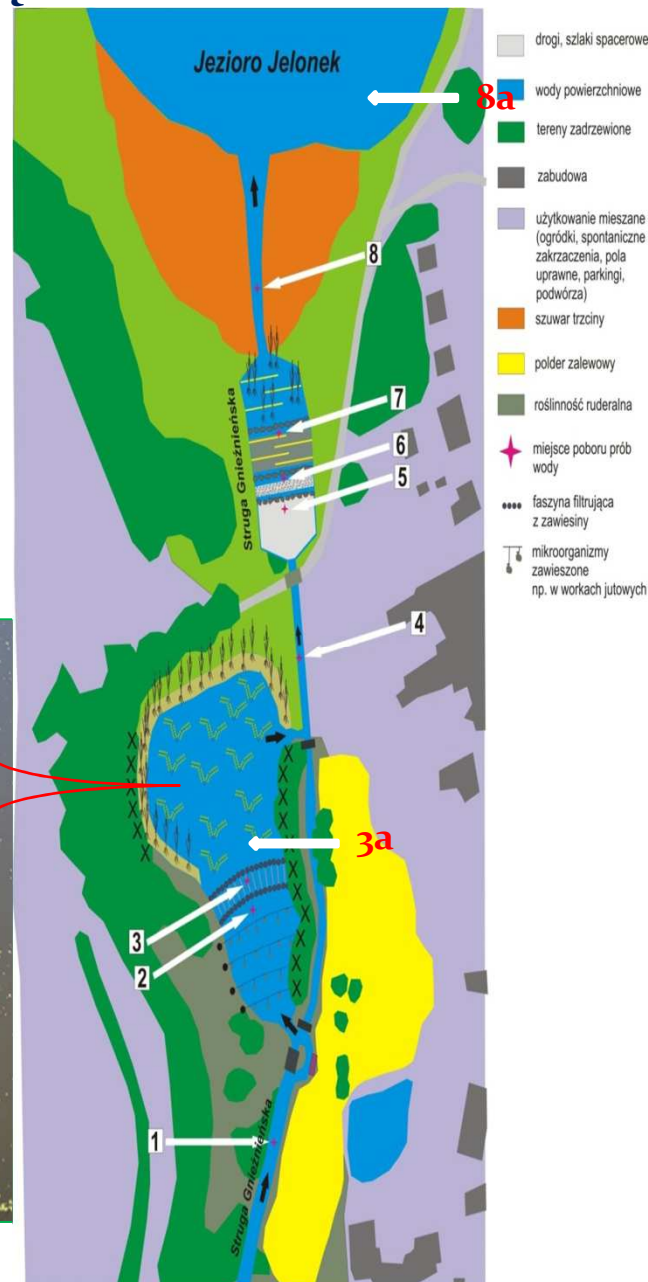 Jezioro Jelonek
8a
8
7
6
5
Struga Gnieźnieńska
4
3a
3
2
1
Struga Gnieźnieńska
drogi, szlaki spacerowe
wody powierzchniowe
tereny zadrzewione
zabudowa
użytkowanie mieszane
(ogródki, spontaniczne
zakrzaczenia, pola
uprawne, parkingi,
podwórza)
szuwar trzciny
polder zalewowy
roślinność ruderalna
miejsce poboru prób
wody
faszyna filtrująca
z zawiesiny
mikroorganizmy
zawieszone
np. w workach jutowych